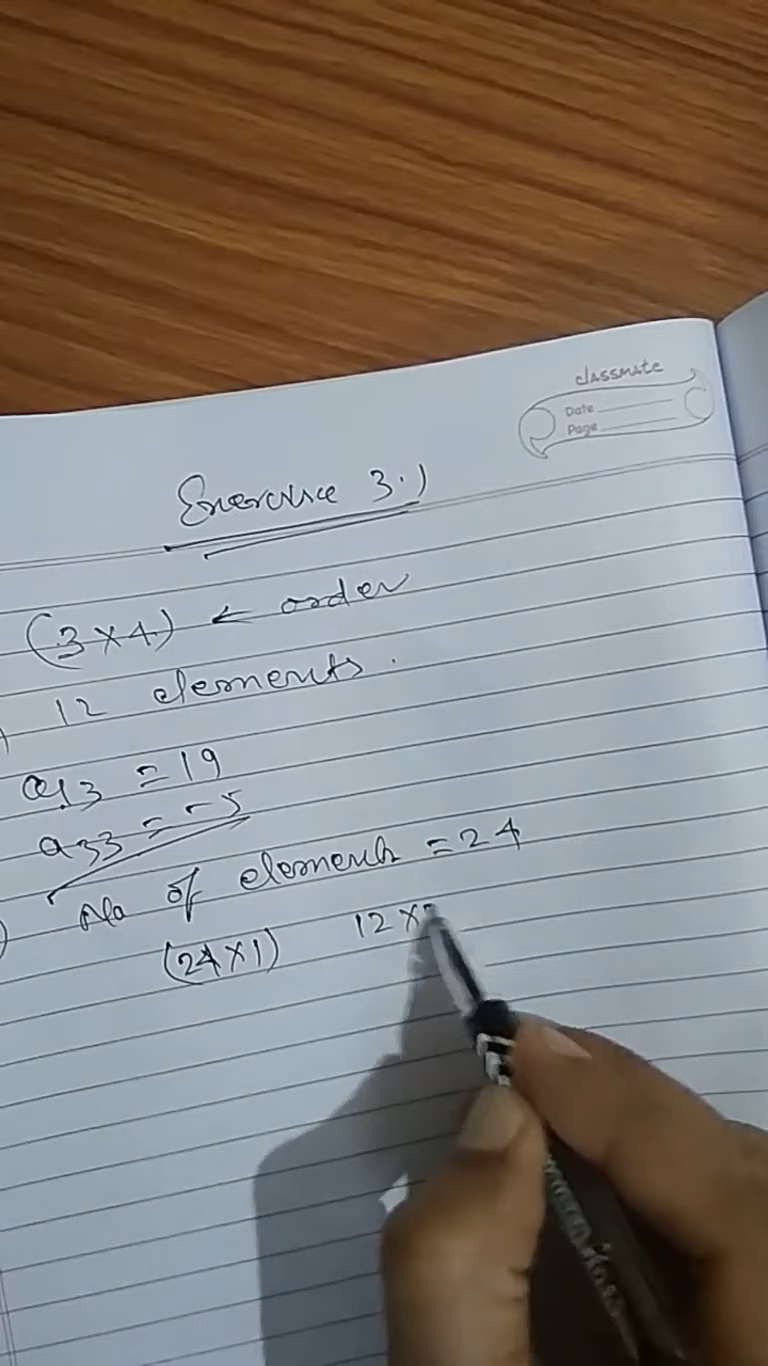 classmate
Date
Page
Exercise 3.1
(3×4) ← order
) 12 elements.
a13 = 19
a33 = -5
) No of elements = 24
(24×1) 12×